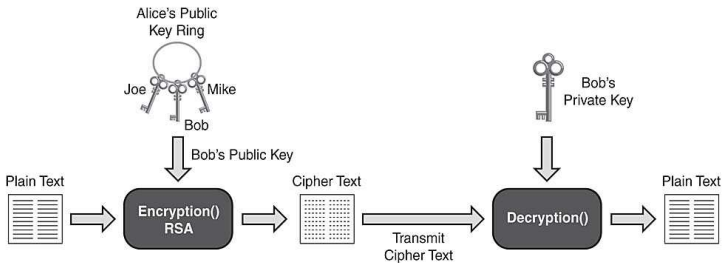 Alice's Public
Key Ring
Joe
Mike
Bob
Bob's
Private Key
Bob's Public Key
Plain Text
Encryption()
RSA
Cipher Text
Transmit
Cipher Text
Decryption()
Plain Text